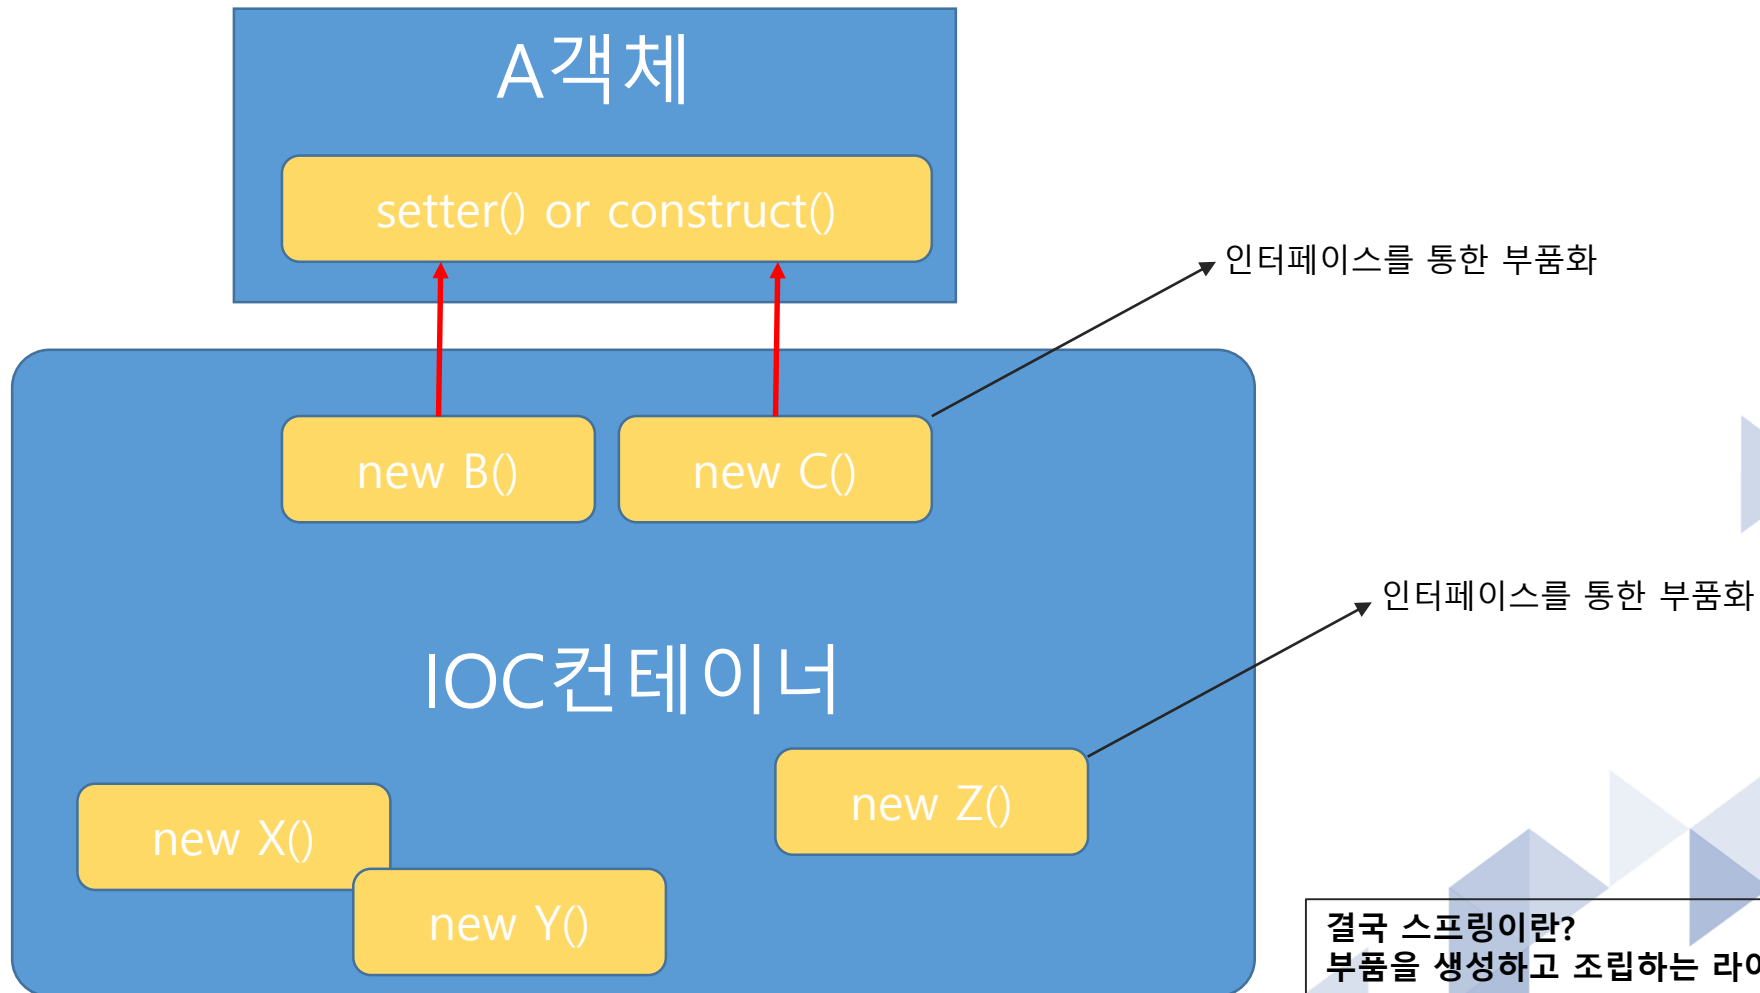 A객체
setter() or construct()
인터페이스를 통한 부품화
new B()
new C()
인터페이스를 통한 부품화
IOC컨테이너
new Z()
new X()
new Y()
결국 스프링이란?
부품을 생성하고 조립하는